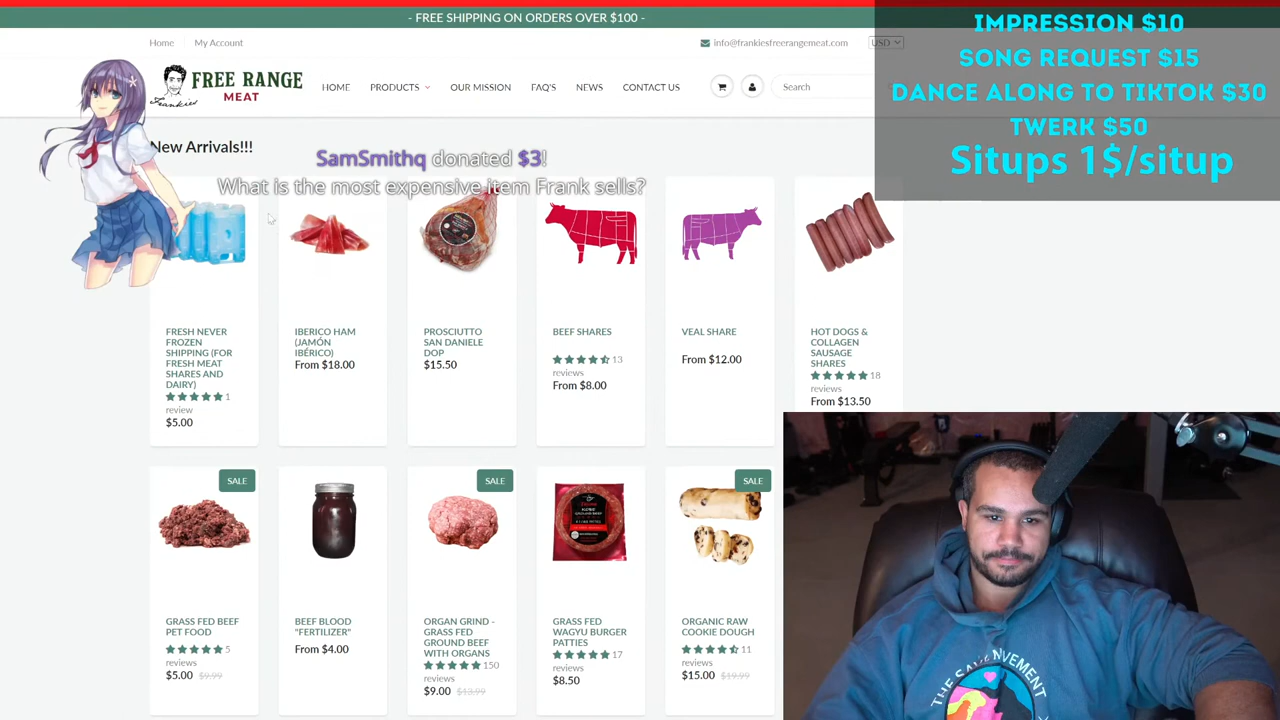 - FREE SHIPPING ON ORDERS OVER $100 -
Home
My Account
info@frankiesfreerangemeat.com
USD
Frankies
FREE RANGE
MEAT
HOME
PRODUCTS
OUR MISSION
FAQ'S
NEWS
CONTACT US
Search
IMPRESSION $10
SONG REQUEST $15
DANCE ALONG TO TIKTOK $30
TWERK $50
Situps 1$/situp
New Arrivals!!!
SamSmithq donated $3!
What is the most expensive item Frank sells?
FRESH NEVER
FROZEN
SHIPPING (FOR
FRESH MEAT
SHARES AND
DAIRY)
1
review
$5.00
IBERICO HAM
(JAMÓN
IBÉRICO)
From $18.00
PROSCIUTTO
SAN DANIELE
DOP
$15.50
BEEF SHARES
13
reviews
From $8.00
VEAL SHARE
From $12.00
HOT DOGS &
COLLAGEN
SAUSAGE
SHARES
18
reviews
From $13.50
GRASS FED BEEF
PET FOOD
5
reviews
$5.00 $9.99
BEEF BLOOD
"FERTILIZER"
From $4.00
SALE
ORGAN GRIND -
GRASS FED
GROUND BEEF
WITH ORGANS
150
reviews
$9.00 $13.99
SALE
GRASS FED
WAGYU BURGER
PATTIES
17
reviews
$8.50
SALE
ORGANIC RAW
COOKIE DOUGH
11
reviews
$15.00 $19.99